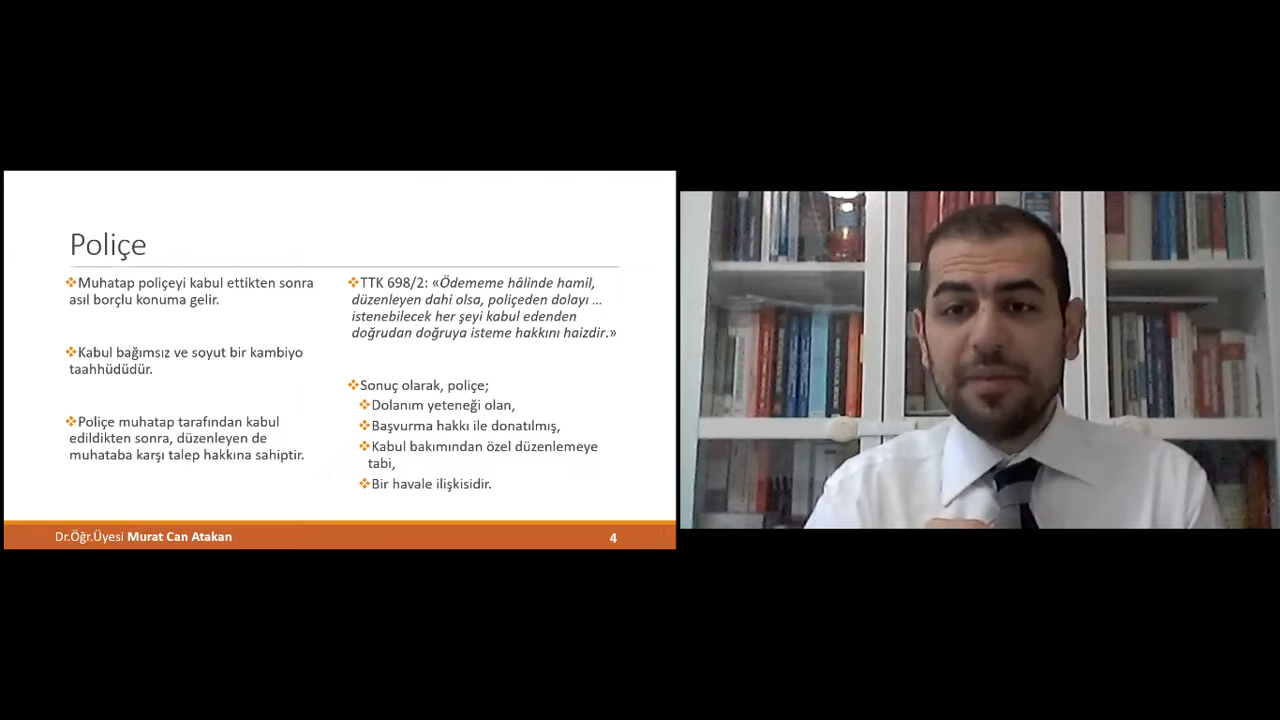 Poliçe
❖Muhatap poliçeyi kabul ettikten sonra
asıl borçlu konuma gelir.
❖Kabul bağımsız ve soyut bir kambiyo
taahhüdüdür.
❖Poliçe muhatap tarafından kabul
edildikten sonra, düzenleyen de
muhataba karşı talep hakkına sahiptir.
❖TTK 698/2: «Ödememe hâlinde hamil,
düzenleyen dahi olsa, poliçeden dolayı ...
istenebilecek her şeyi kabul edenden
doğrudan doğruya isteme hakkını haizdir.»
❖Sonuç olarak, poliçe;
❖Dolanım yeteneği olan,
❖Başvurma hakkı ile donatılmış,
❖Kabul bakımından özel düzenlemeye
tabi,
❖Bir havale ilişkisidir.
Dr.Öğr.Üyesi Murat Can Atakan
4